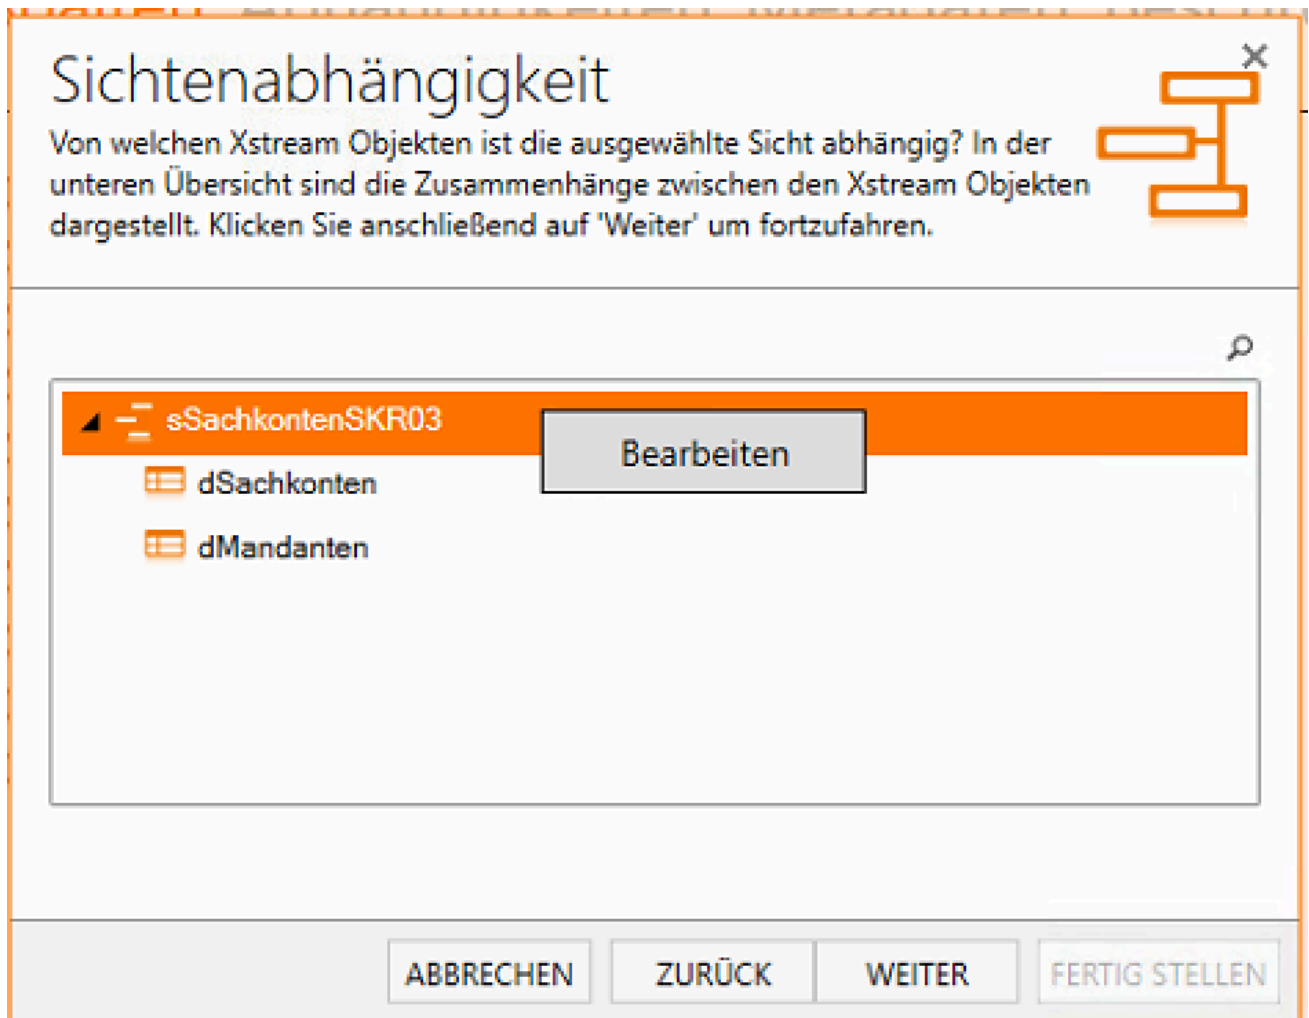 Sichtenabhängigkeit
Von welchen Xstream Objekten ist die ausgewählte Sicht abhängig? In der
unteren Übersicht sind die Zusammenhänge zwischen den Xstream Objekten
dargestellt. Klicken Sie anschließend auf 'Weiter' um fortzufahren.
sSachkontenSKR03
Bearbeiten
dSachkonten
dMandanten
ABBRECHEN
ZURÜCK
WEITER
FERTIG STELLEN